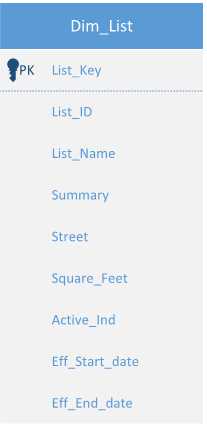 Dim_List
PK List_Key
List_ID
List_Name
Summary
Street
Square_Feet
Active_Ind
Eff_Start_date
Eff_End_date